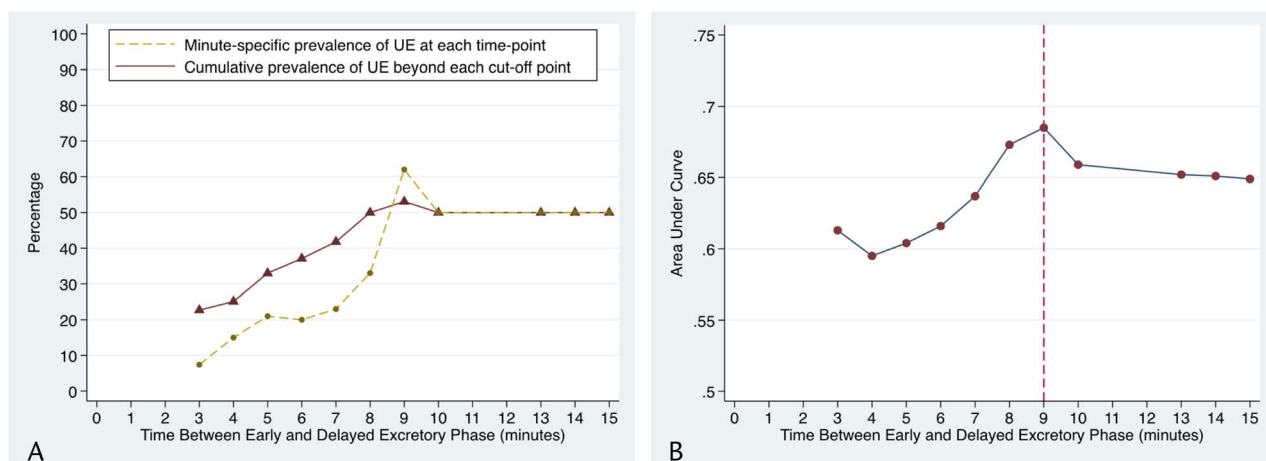 100
90
80
70
60
50
40
30
20
10
0
Percentage
Minute-specific prevalence of UE at each time-point
Cumulative prevalence of UE beyond each cut-off point
0 1 2 3 4 5 6 7 8 9 10 11 12 13 14 15
Time Between Early and Delayed Excretory Phase (minutes)
A
.75
.7
.65
.6
.55
.5
Area Under Curve
0 1 2 3 4 5 6 7 8 9 10 11 12 13 14 15
Time Between Early and Delayed Excretory Phase (minutes)
B